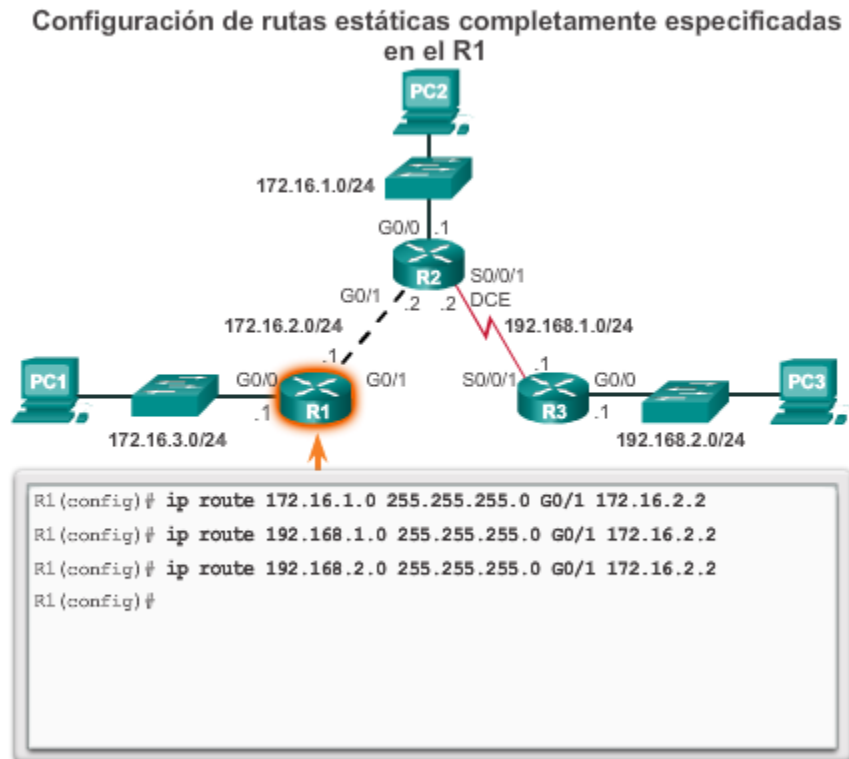 Configuración de rutas estáticas completamente especificadas
en el R1
PC2
172.16.1.0/24
G0/0 .1
R2
S0/0/1
G0/1 .2 .2 DCE
172.16.2.0/24
192.168.1.0/24
.1
.1
PC1
G0/0
G0/1
S0/0/1
G0/0
PC3
.1
R1
R3
.1
172.16.3.0/24
192.168.2.0/24
R1(config)# ip route 172.16.1.0 255.255.255.0 G0/1 172.16.2.2
R1(config)# ip route 192.168.1.0 255.255.255.0 G0/1 172.16.2.2
R1(config)# ip route 192.168.2.0 255.255.255.0 G0/1 172.16.2.2
R1(config)#